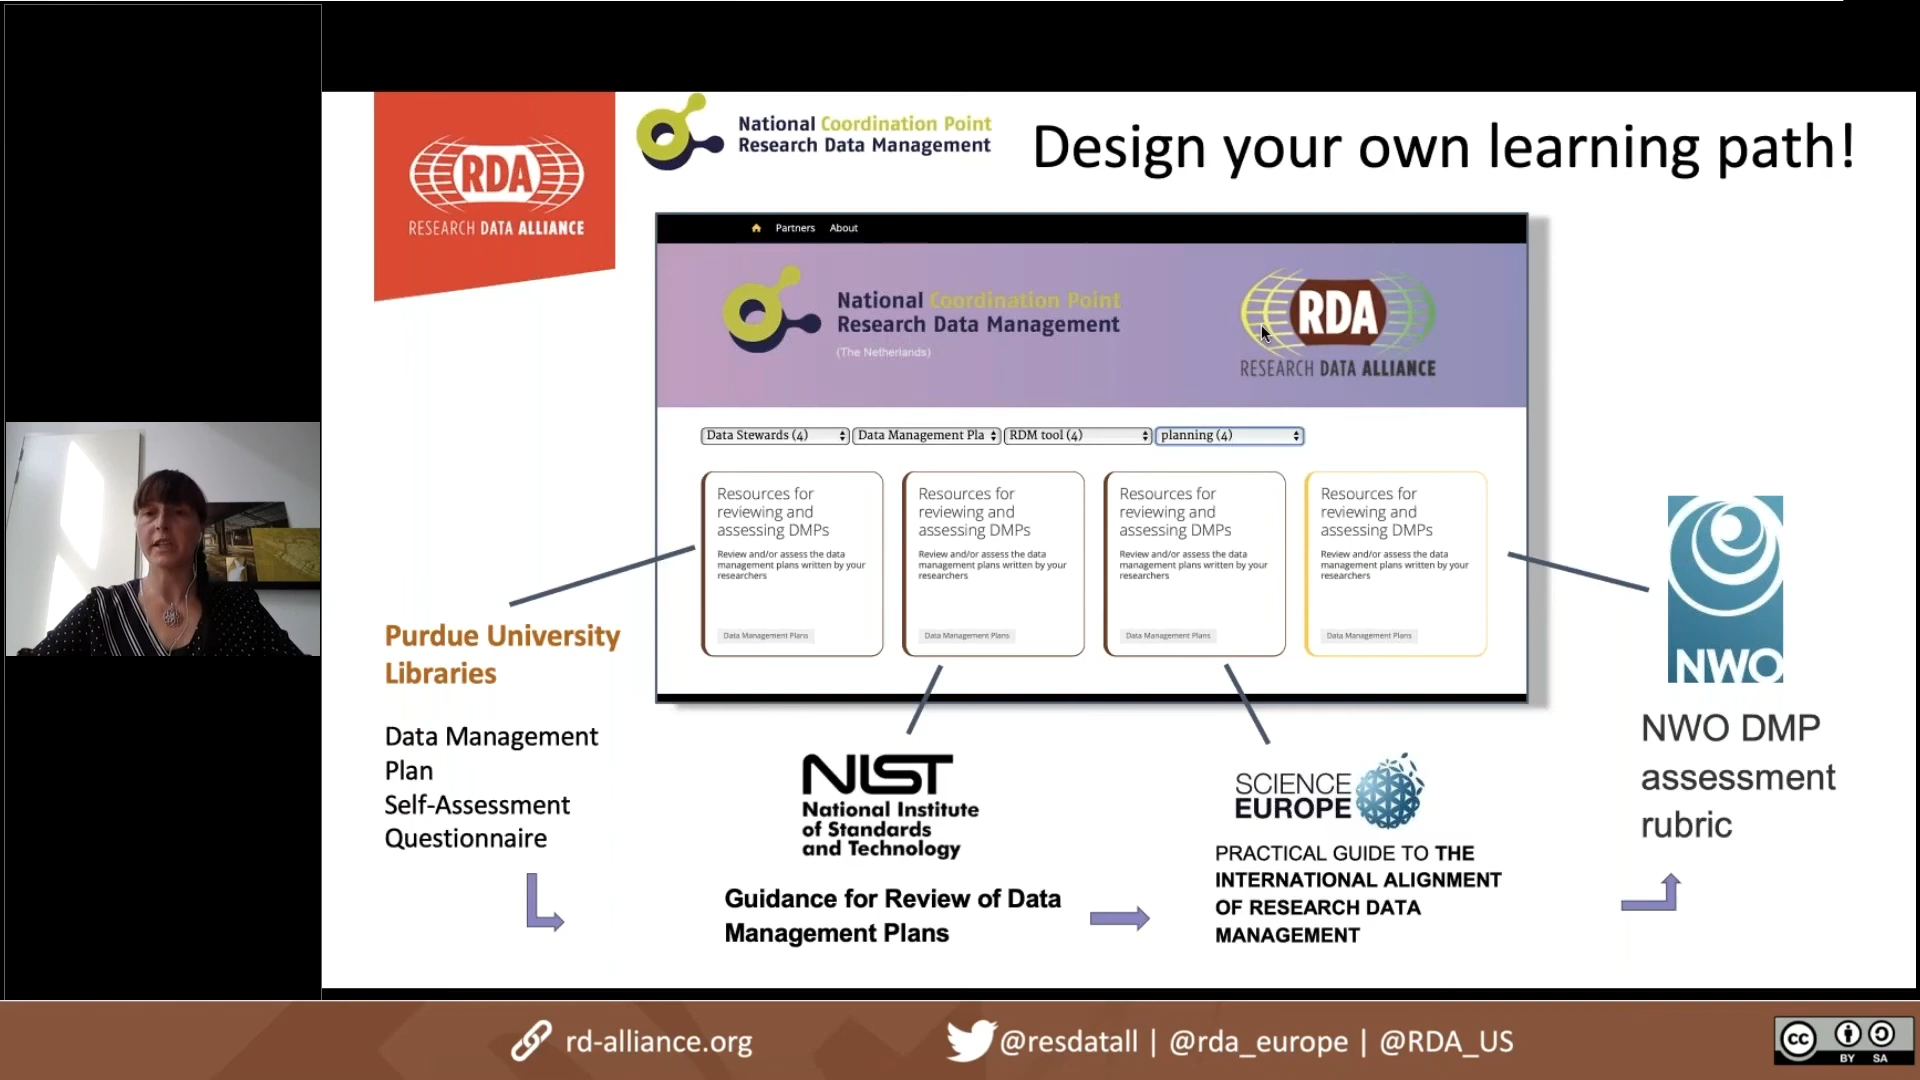 RDA
RESEARCH DATA ALLIANCE
National Coordination Point
Research Data Management
Design your own learning path!
Partners About
National Coordination Point
Research Data Management
(The Netherlands)
RDA
RESEARCH DATA ALLIANCE
Data Stewards (4) Data Management Pla RDM tool (4) planning (4)
Resources for
reviewing and
assessing DMPs
Review and/or assess the data
management plans written by your
researchers
Data Management Plans
Resources for
reviewing and
assessing DMPs
Review and/or assess the data
management plans written by your
researchers
Data Management Plans
Resources for
reviewing and
assessing DMPs
Review and/or assess the data
management plans written by your
researchers
Data Management Plans
Resources for
reviewing and
assessing DMPs
Review and/or assess the data
management plans written by your
researchers
Data Management Plans
Purdue University
Libraries
Data Management
Plan
Self-Assessment
Questionnaire
NIST
National Institute
of Standards
and Technology
Guidance for Review of Data
Management Plans
SCIENCE
EUROPE
PRACTICAL GUIDE TO THE
INTERNATIONAL ALIGNMENT
OF RESEARCH DATA
MANAGEMENT
NWO
NWO DMP
assessment
rubric
rd-alliance.org
@resdatall | @rda_europe | @RDA_US
cc
BY SA